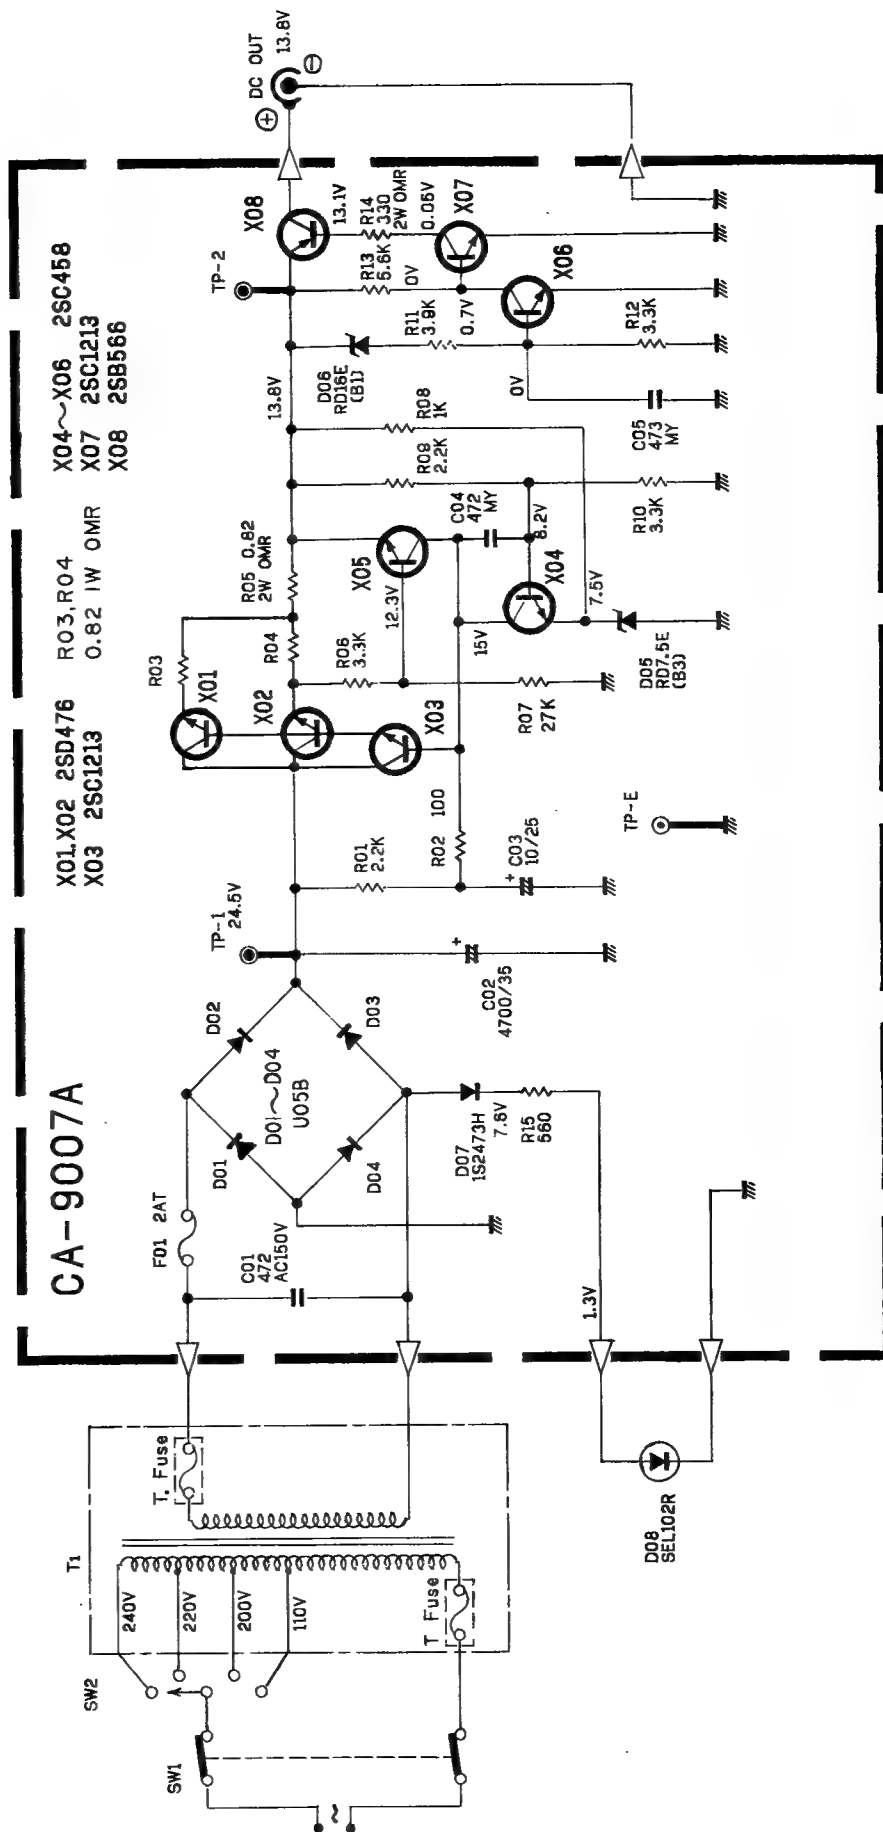 CA-9007A
X01.X02 2SD476
X03 2SC1213
R03,R04
0.82 1W OMR
X04~X06 2SC458
X07 2SC1213
X08 2SB566
SW1
SW2
~
T1
240V
220V
200V
110V
T. Fuse
T Fuse
F01 2AT
C01
472
AC150V
D01
D02
D03
D04
D01~D04
U05B
TP-1
24.5V
C02
4700/35
+
D07
1S2473H
7.6V
R15
560
1.3V
D08
SEL102R
R01
2.2K
R02
100
C03
10/25
+
TP-E
X01
X02
X03
R03
R04
R05 0.82
2W OMR
R06
3.3K
R07
27K
12.3V
X05
15V
C04
472
MY
8.2V
X04
7.5V
D05
RD7.5E
(B3)
R09
2.2K
R08
1K
R10
3.3K
13.8V
D06
RD16E
(B1)
0V
C05
473
MY
R11
3.9K
0.7V
R12
3.3K
X06
TP-2
R13
5.6K
0V
X08
13.1V
R14
330
2W OMR
0.05V
X07
DC OUT
13.8V
+
−